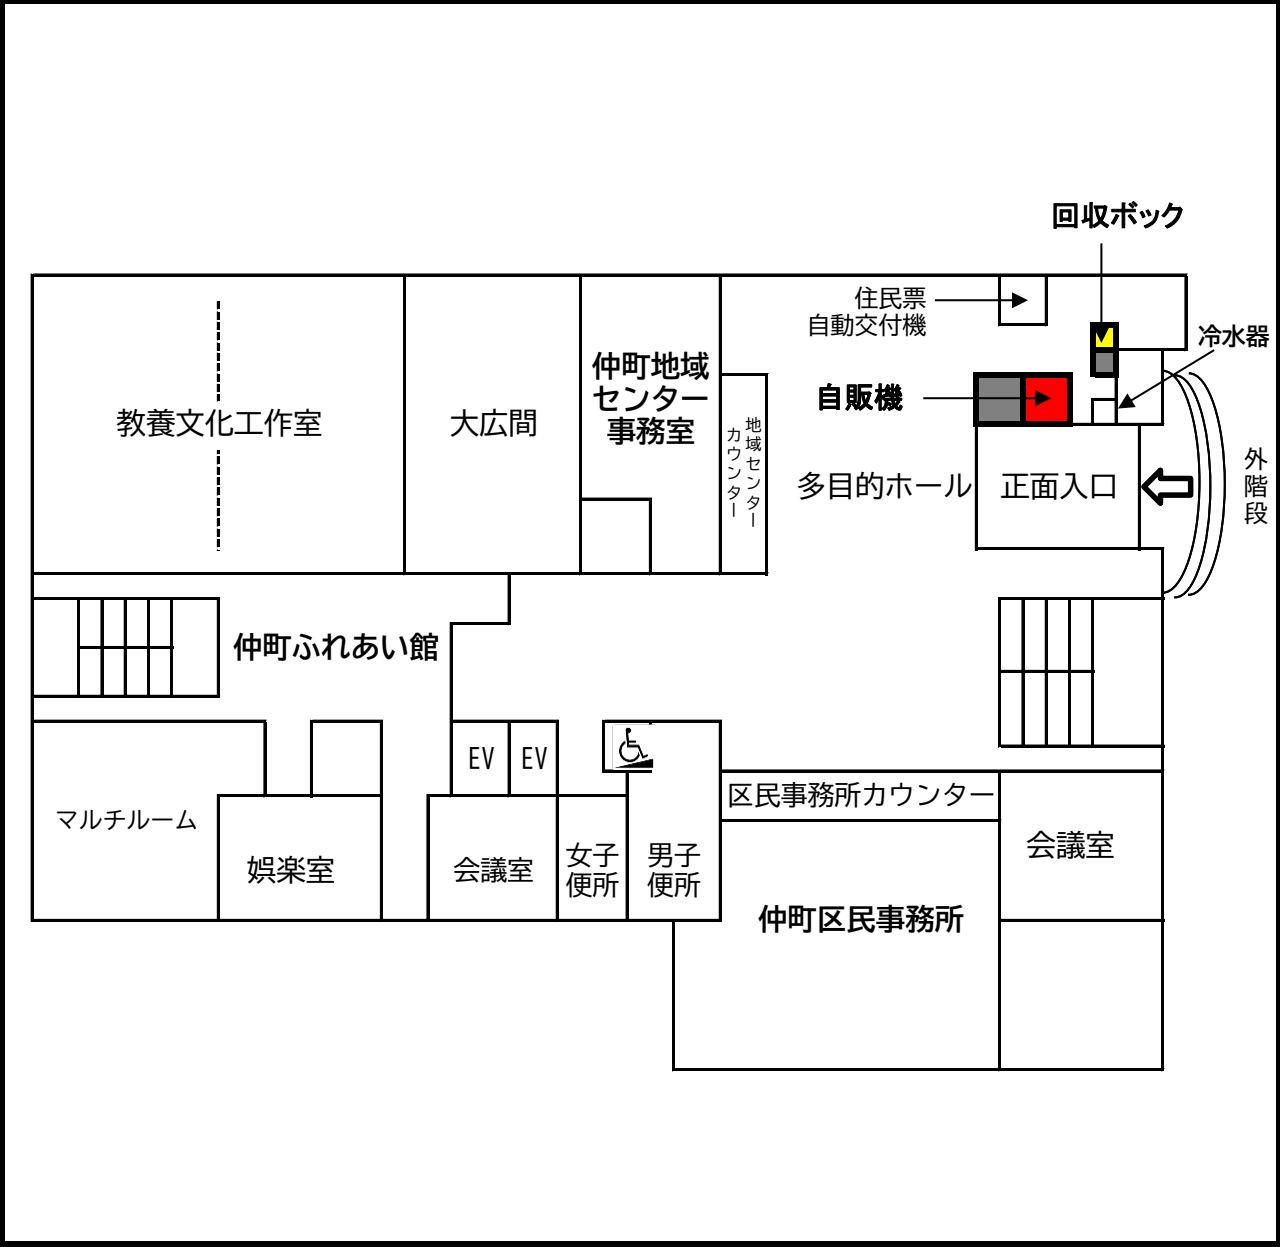 回収ボック
住民票
自動交付機
冷水器
自販機
仲町地域
センター
事務室
教養文化工作室
大広間
地域センター
カウンター
多目的ホール
正面入口
外階段
仲町ふれあい館
EV
EV
マルチルーム
娯楽室
会議室
女子
便所
男子
便所
区民事務所カウンター
会議室
仲町区民事務所